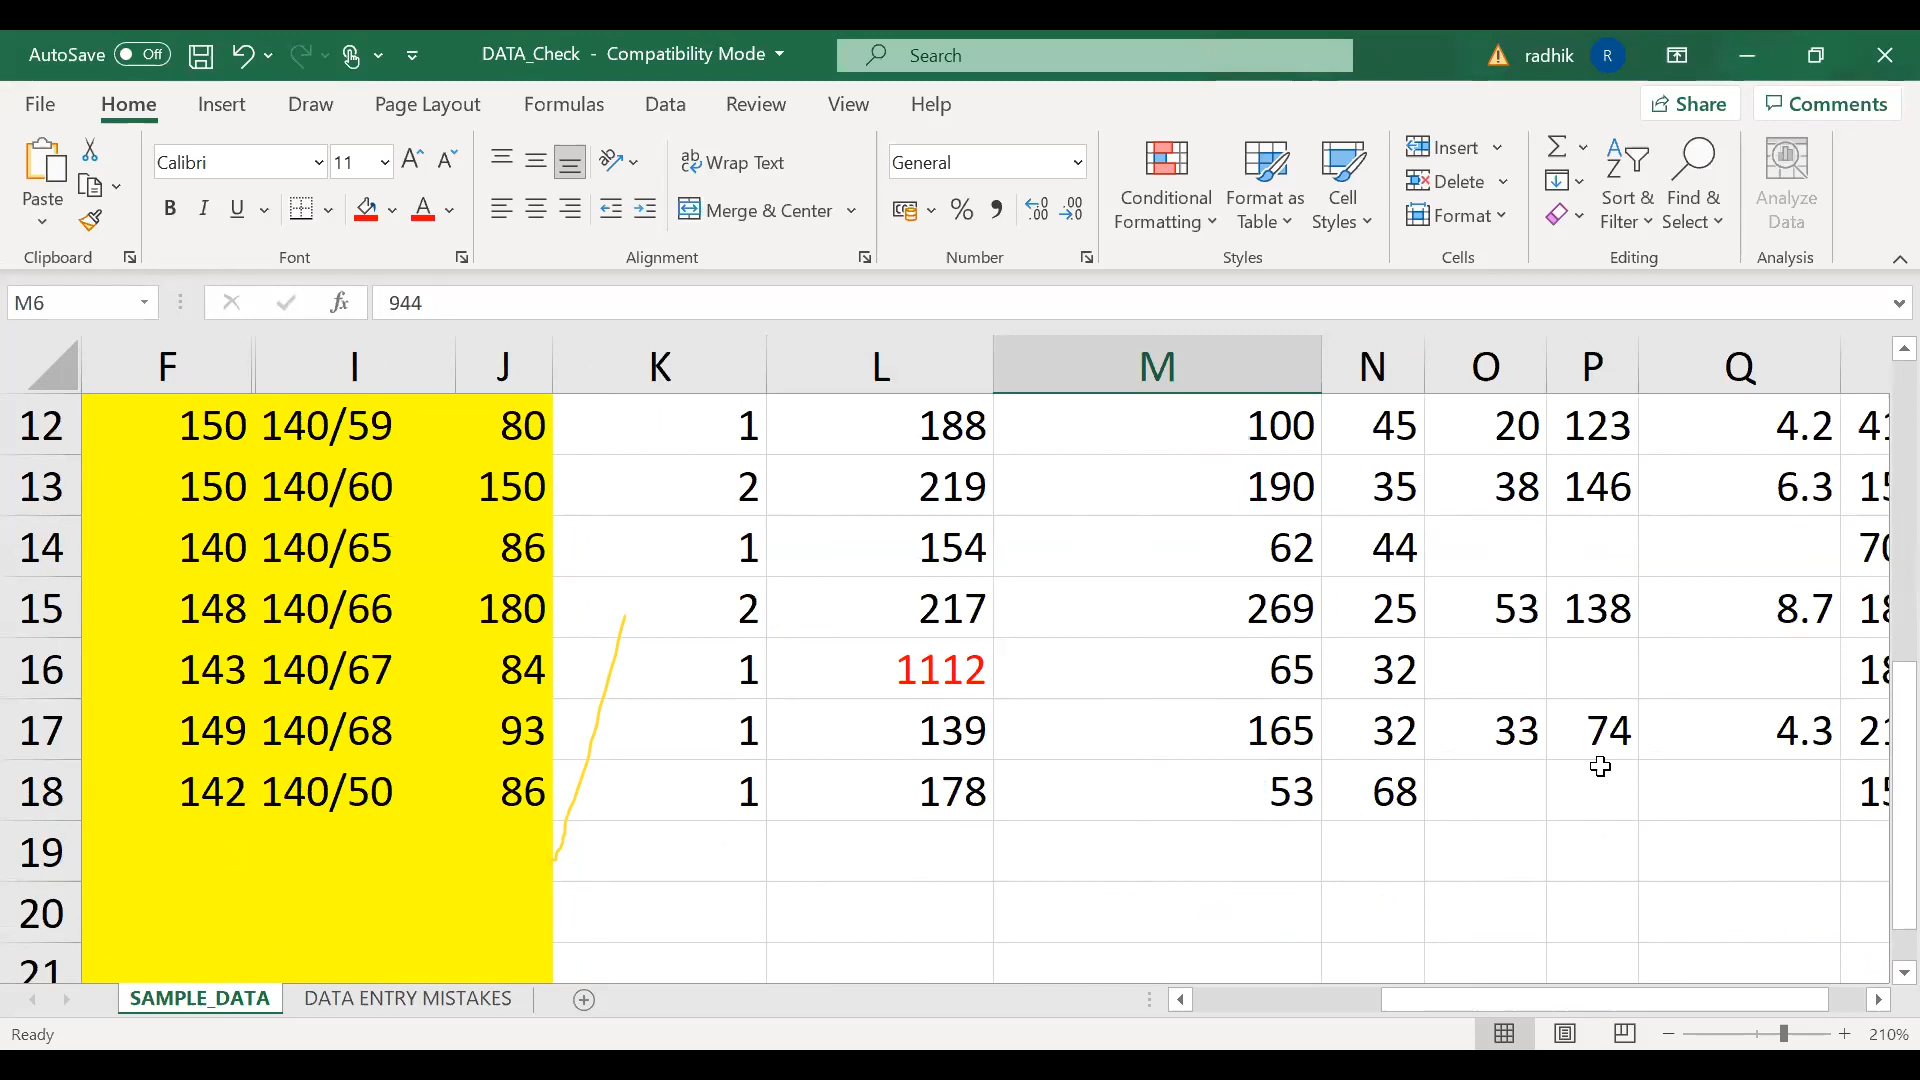 AutoSave Off DATA_Check - Compatibility Mode Search radhik R
File Home Insert Draw Page Layout Formulas Data Review View Help Share Comments
Paste Calibri 11 B I U Wrap Text Merge & Center General Conditional Formatting Format as Table Cell Styles Insert Delete Format Sort & Filter Find & Select Analyze Data
Clipboard Font Alignment Number Styles Cells Editing Analysis
M6 fx 944
F I J K L M N O P Q
12 150 140/59 80 1 188 100 45 20 123 4.2
13 150 140/60 150 2 219 190 35 38 146 6.3
14 140 140/65 86 1 154 62 44
15 148 140/66 180 2 217 269 25 53 138 8.7
16 143 140/67 84 1 1112 65 32
17 149 140/68 93 1 139 165 32 33 74 4.3
18 142 140/50 86 1 178 53 68
19
20
21
SAMPLE_DATA DATA ENTRY MISTAKES
Ready 210%